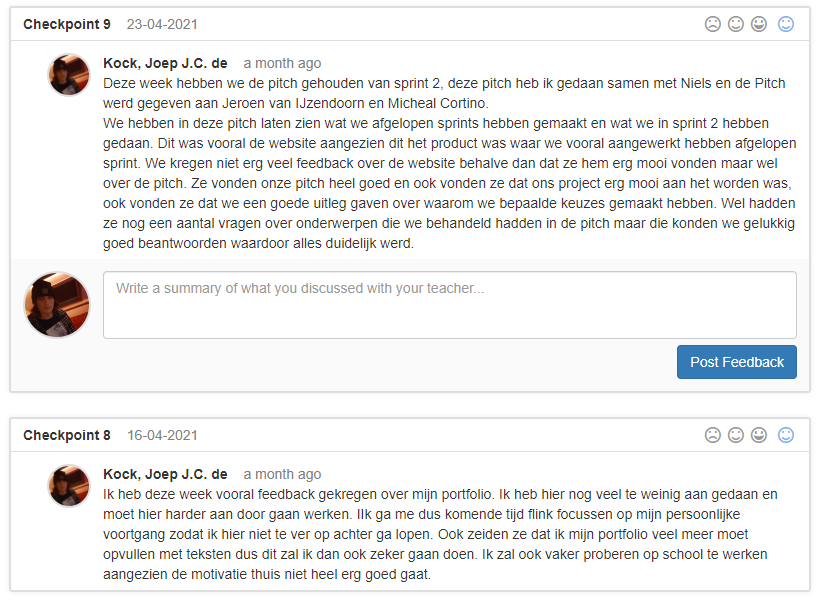 Checkpoint 9 23-04-2021
Kock, Joep J.C. de a month ago
Deze week hebben we de pitch gehouden van sprint 2, deze pitch heb ik gedaan samen met Niels en de Pitch
werd gegeven aan Jeroen van IJzendoorn en Micheal Cortino.
We hebben in deze pitch laten zien wat we afgelopen sprints hebben gemaakt en wat we in sprint 2 hebben
gedaan. Dit was vooral de website aangezien dit het product was waar we vooral aangewerkt hebben afgelopen
sprint. We kregen niet erg veel feedback over de website behalve dan dat ze hem erg mooi vonden maar wel
over de pitch. Ze vonden onze pitch heel goed en ook vonden ze dat ons project erg mooi aan het worden was,
ook vonden ze dat we een goede uitleg gaven over waarom we bepaalde keuzes gemaakt hebben. Wel hadden
ze nog een aantal vragen over onderwerpen die we behandeld hadden in de pitch maar die konden we gelukkig
goed beantwoorden waardoor alles duidelijk werd.
Write a summary of what you discussed with your teacher...
Post Feedback
Checkpoint 8 16-04-2021
Kock, Joep J.C. de a month ago
Ik heb deze week vooral feedback gekregen over mijn portfolio. Ik heb hier nog veel te weinig aan gedaan en
moet hier harder aan door gaan werken. IIk ga me dus komende tijd flink focussen op mijn persoonlijke
voortgang zodat ik hier niet te ver op achter ga lopen. Ook zeiden ze dat ik mijn portfolio veel meer moet
opvullen met teksten dus dit zal ik dan ook zeker gaan doen. Ik zal ook vaker proberen op school te werken
aangezien de motivatie thuis niet heel erg goed gaat.